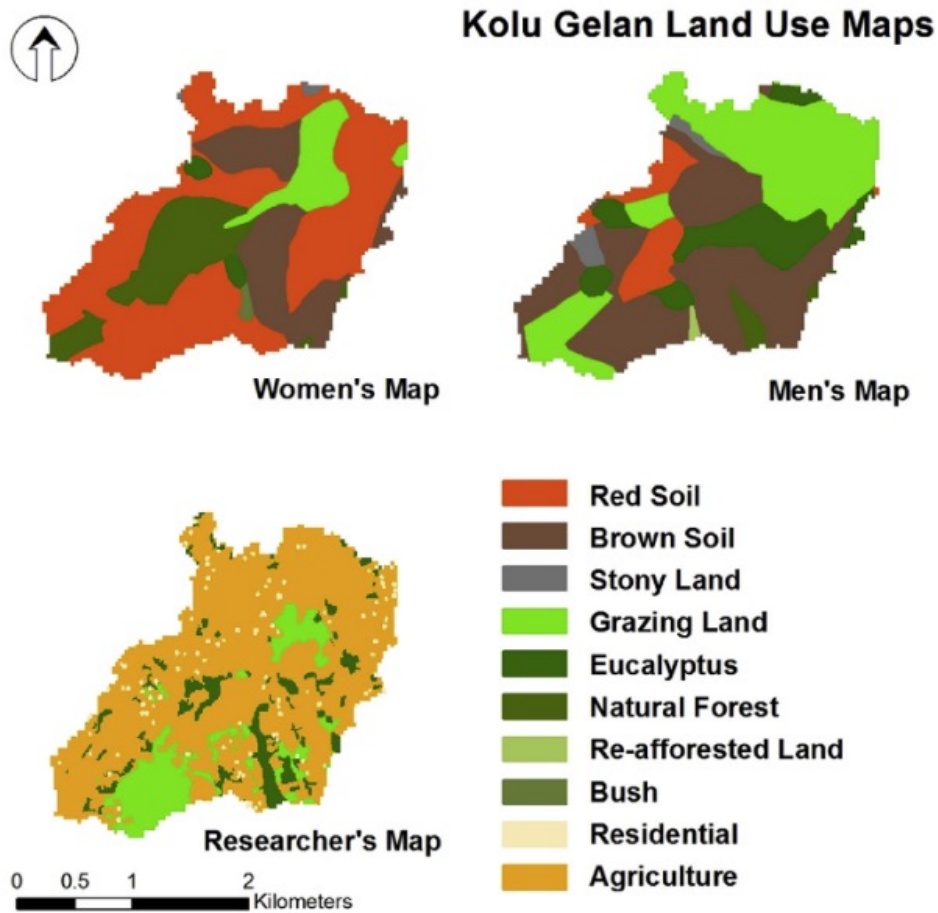 Kolu Gelan Land Use Maps
Women's Map
Men's Map
Red Soil
Brown Soil
Stony Land
Grazing Land
Eucalyptus
Natural Forest
Re-afforested Land
Bush
Residential
Agriculture
Researcher's Map
0 0.5 1 2
Kilometers